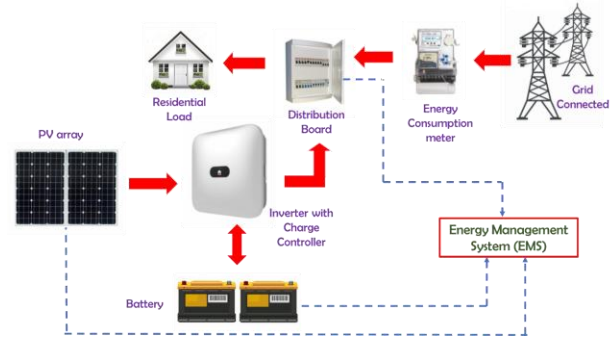 Residential
Load
Distribution
Board
Energy
Consumption
meter
Grid
Connected
PV array
Inverter with
Charge
Controller
Energy Management
System (EMS)
Battery